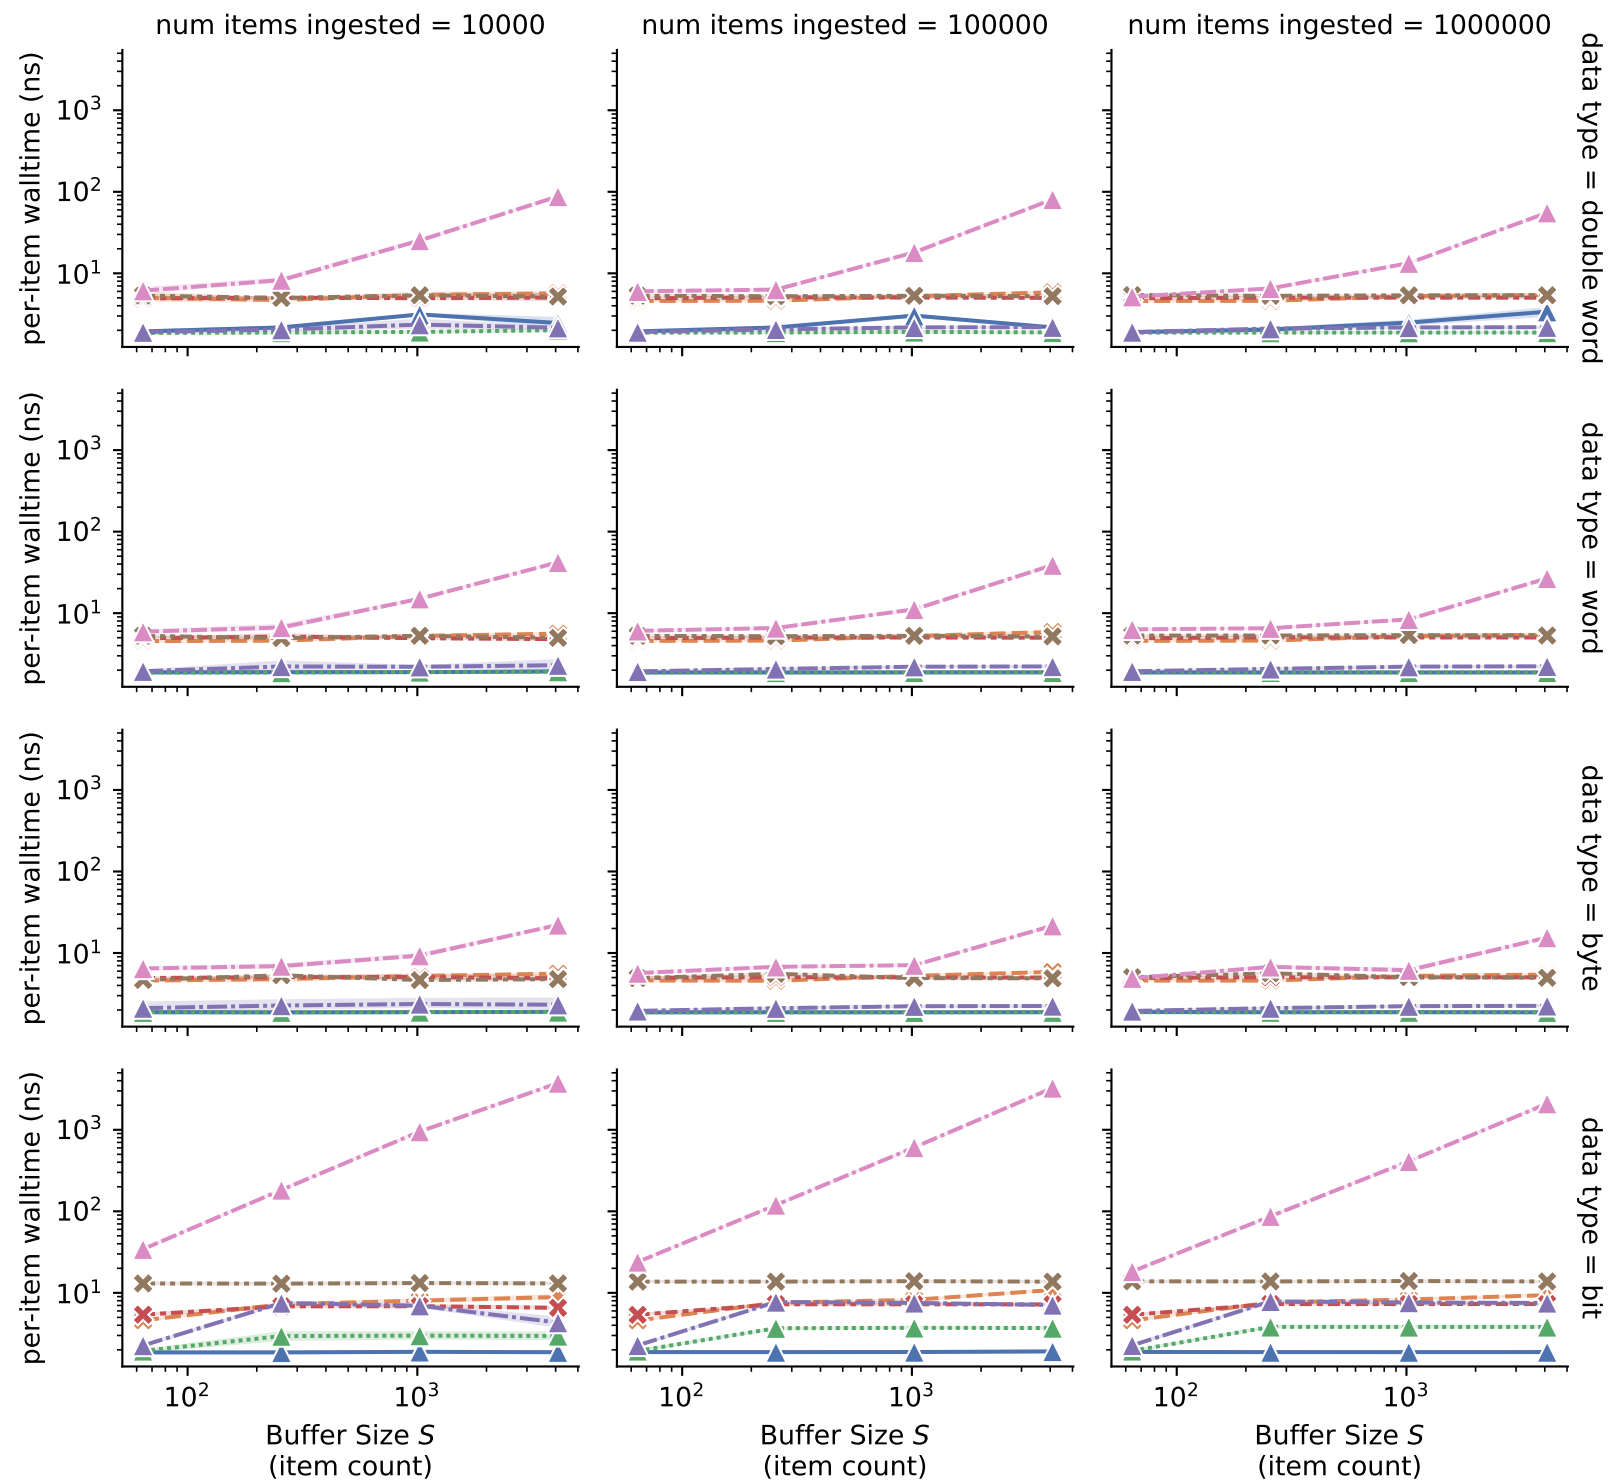 num items ingested = 10000
num items ingested = 100000
num items ingested = 1000000
per-item walltime (ns)
10³
10²
10¹
data type = double word
per-item walltime (ns)
10³
10²
10¹
data type = word
per-item walltime (ns)
10³
10²
10¹
data type = byte
per-item walltime (ns)
10³
10²
10¹
data type = bit
10² 10³
10² 10³
10² 10³
Buffer Size S
(item count)
Buffer Size S
(item count)
Buffer Size S
(item count)